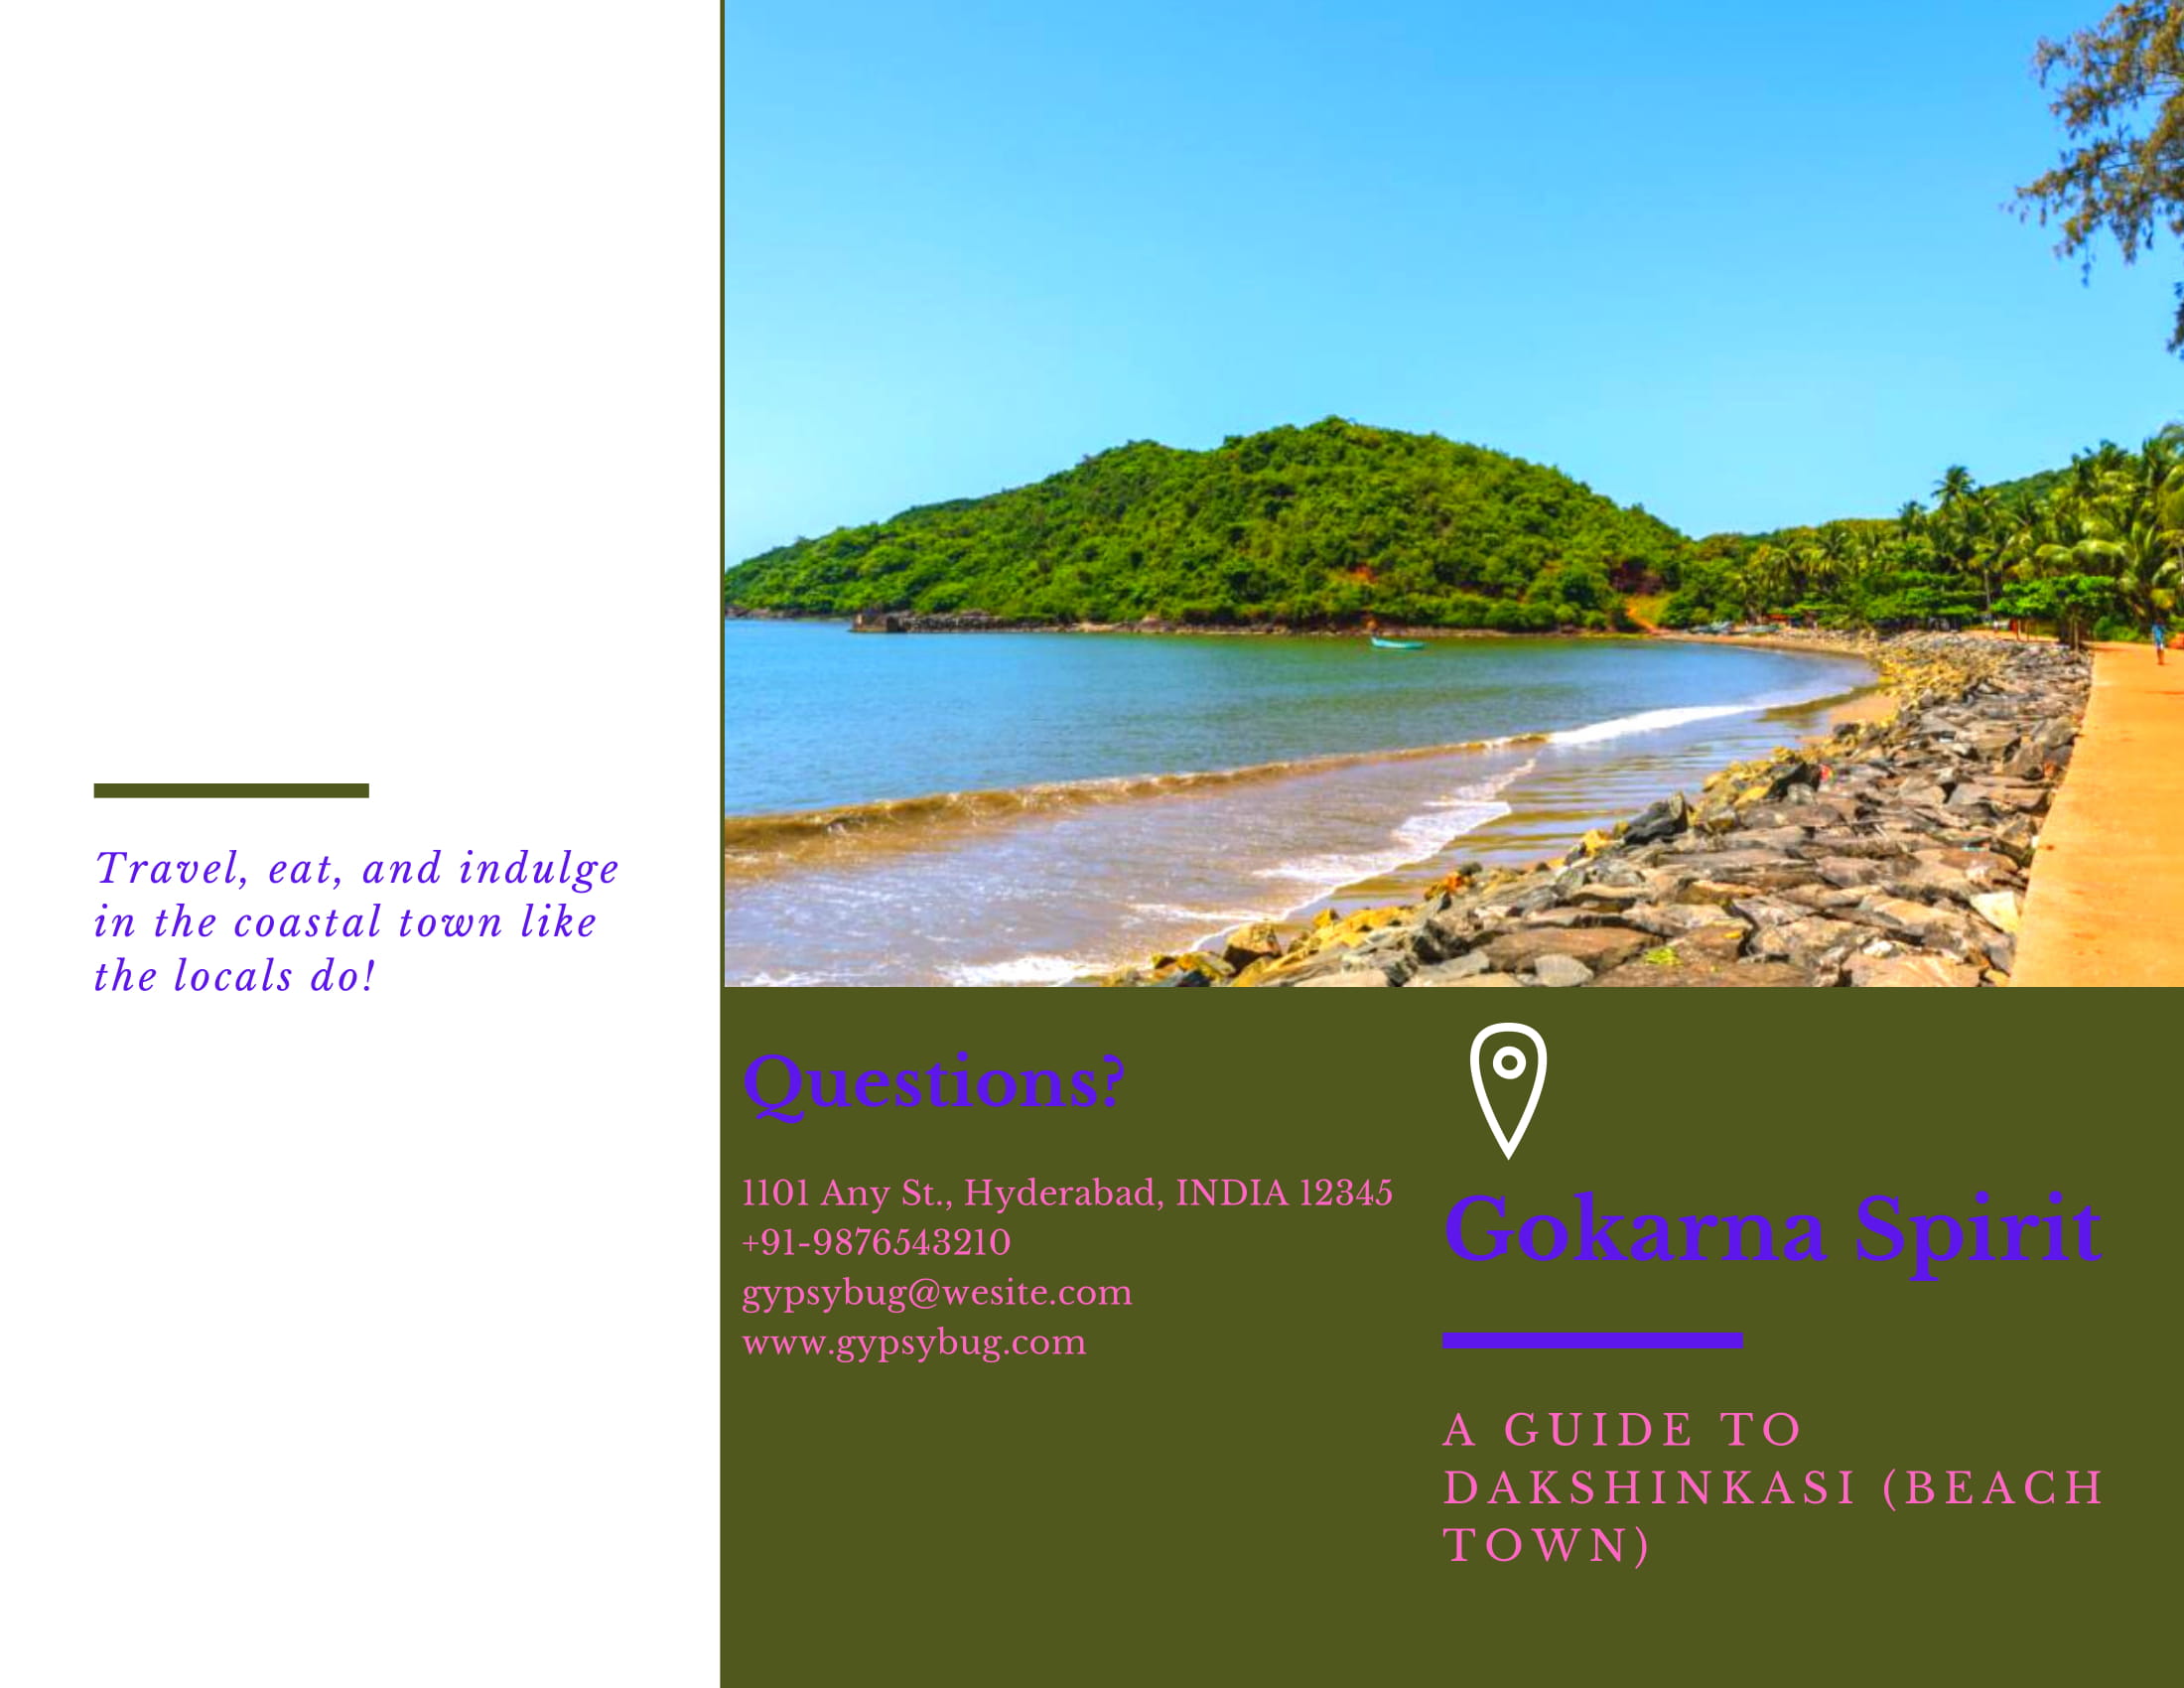 Travel, eat, and indulge
in the coastal town like
the locals do!
Questions?
1101 Any St., Hyderabad, INDIA 12345
+91-9876543210
gypsybug@wesite.com
www.gypsybug.com
Gokarna Spirit
A GUIDE TO
DAKSHINKASI (BEACH
TOWN)